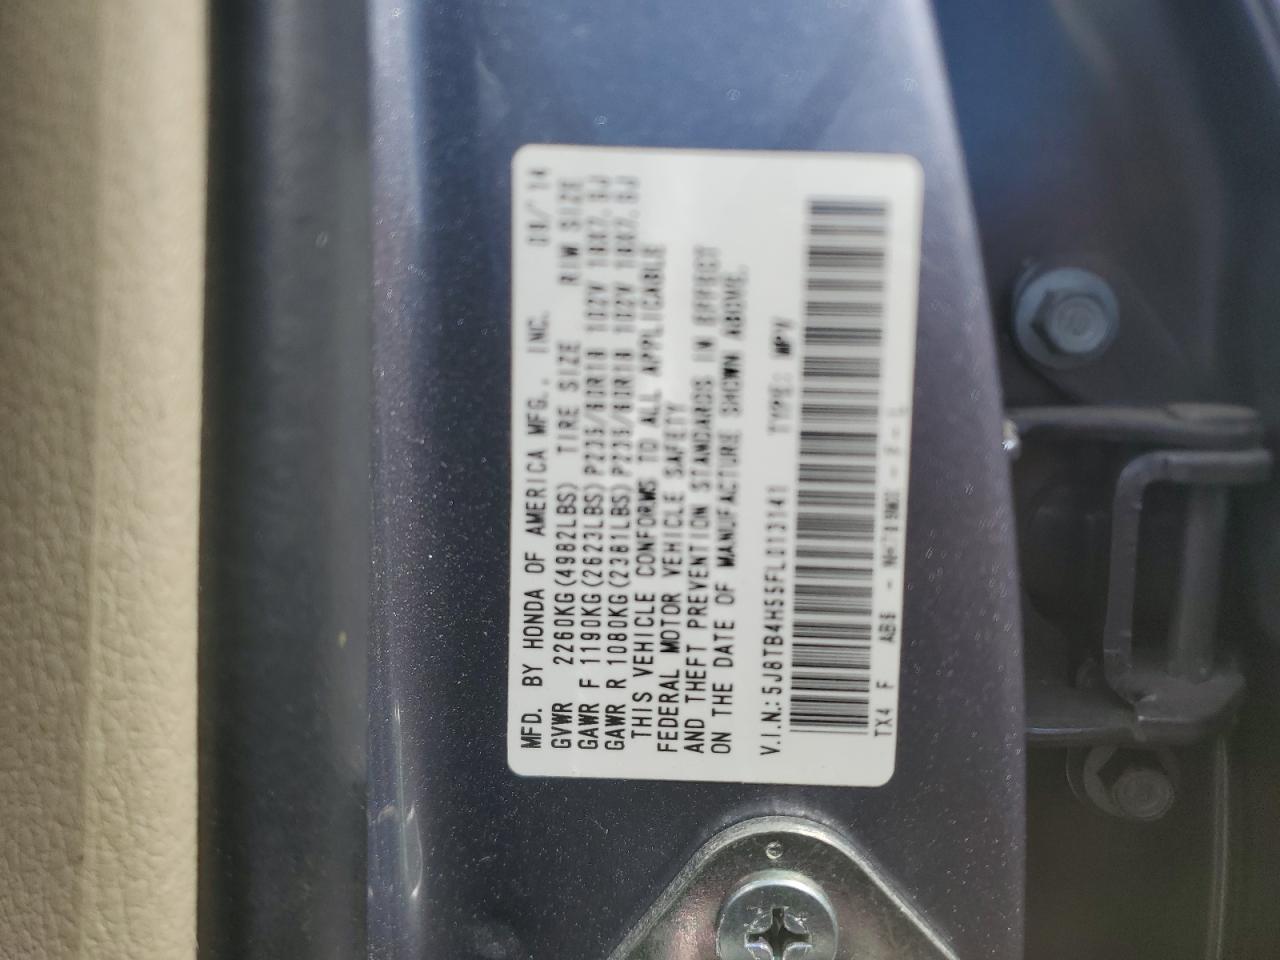 MFD. BY HONDA OF AMERICA MFG., INC. /14
GVWR 2260KG(4982LBS) TIRE SIZE RIM SIZE
GAWR F 1190KG(2623LBS)P235/60R18 102V 18X7.5J
GAWR R 1080KG(2381LBS)P235/60R18 102V 18X7.5J
THIS VEHICLE CONFORMS TO ALL APPLICABLE
FEDERAL MOTOR VEHICLE SAFETY
AND THEFT PREVENTION STANDARDS IN EFFECT
ON THE DATE OF MANUFACTURE SHOWN ABOVE.
V.I.N.:5J8TB4H55FL013141 TYPE: MPV
TX4 F
C